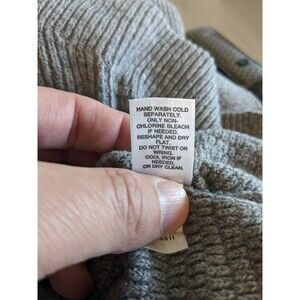 HAND WASH COLD
SEPARATELY.
ONLY NON-
CHLORINE BLEACH
IF NEEDED.
RESHAPE AND DRY
FLAT.
DO NOT TWIST OR
WRING.
COOL IRON IF
NEEDED,
OR DRY CLEAN.